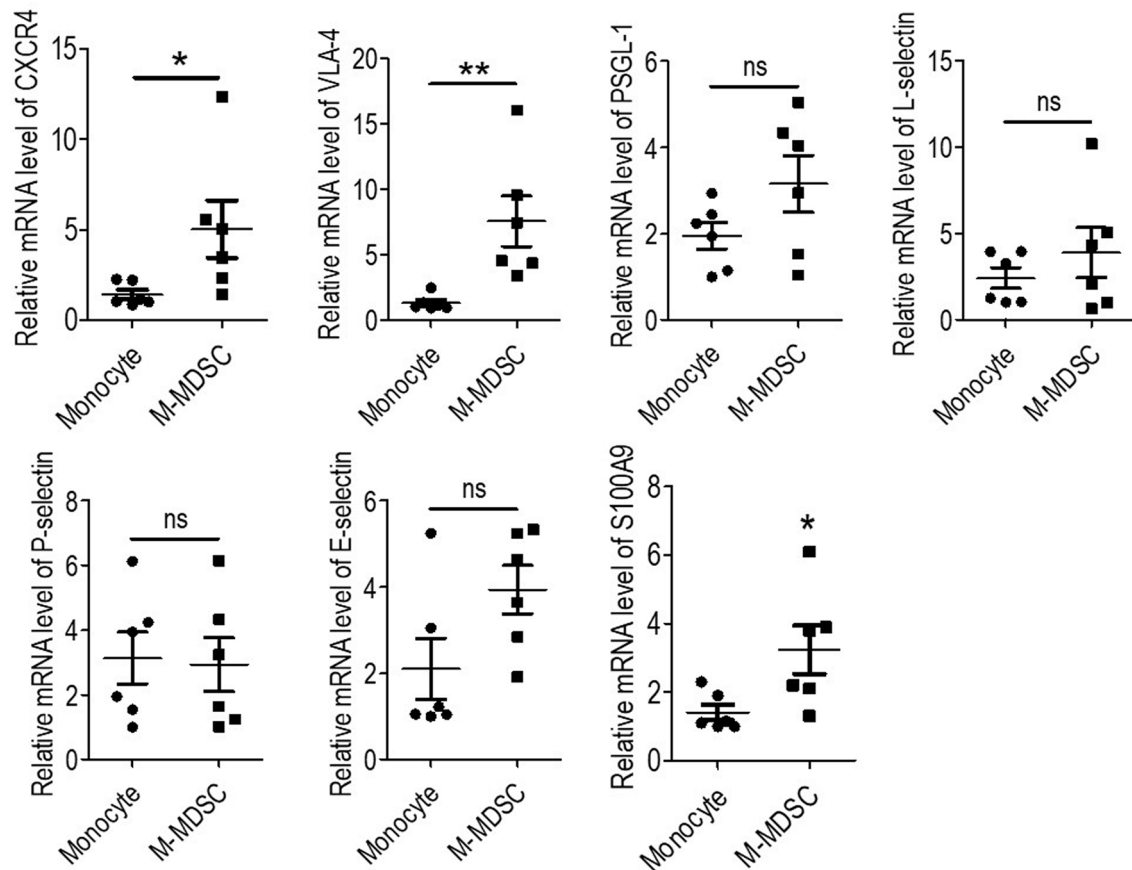 Relative mRNA level of CXCR4
15
10
5
0
*
Monocyte
M-MDSC
Relative mRNA level of VLA-4
20
15
10
5
0
**
Monocyte
M-MDSC
Relative mRNA level of PSGL-1
6
4
2
0
ns
Monocyte
M-MDSC
Relative mRNA level of L-selectin
15
10
5
0
ns
Monocyte
M-MDSC
Relative mRNA level of P-selectin
8
6
4
2
0
ns
Monocyte
M-MDSC
Relative mRNA level of E-selectin
6
4
2
0
ns
Monocyte
M-MDSC
Relative mRNA level of S100A9
8
6
4
2
0
*
Monocyte
M-MDSC